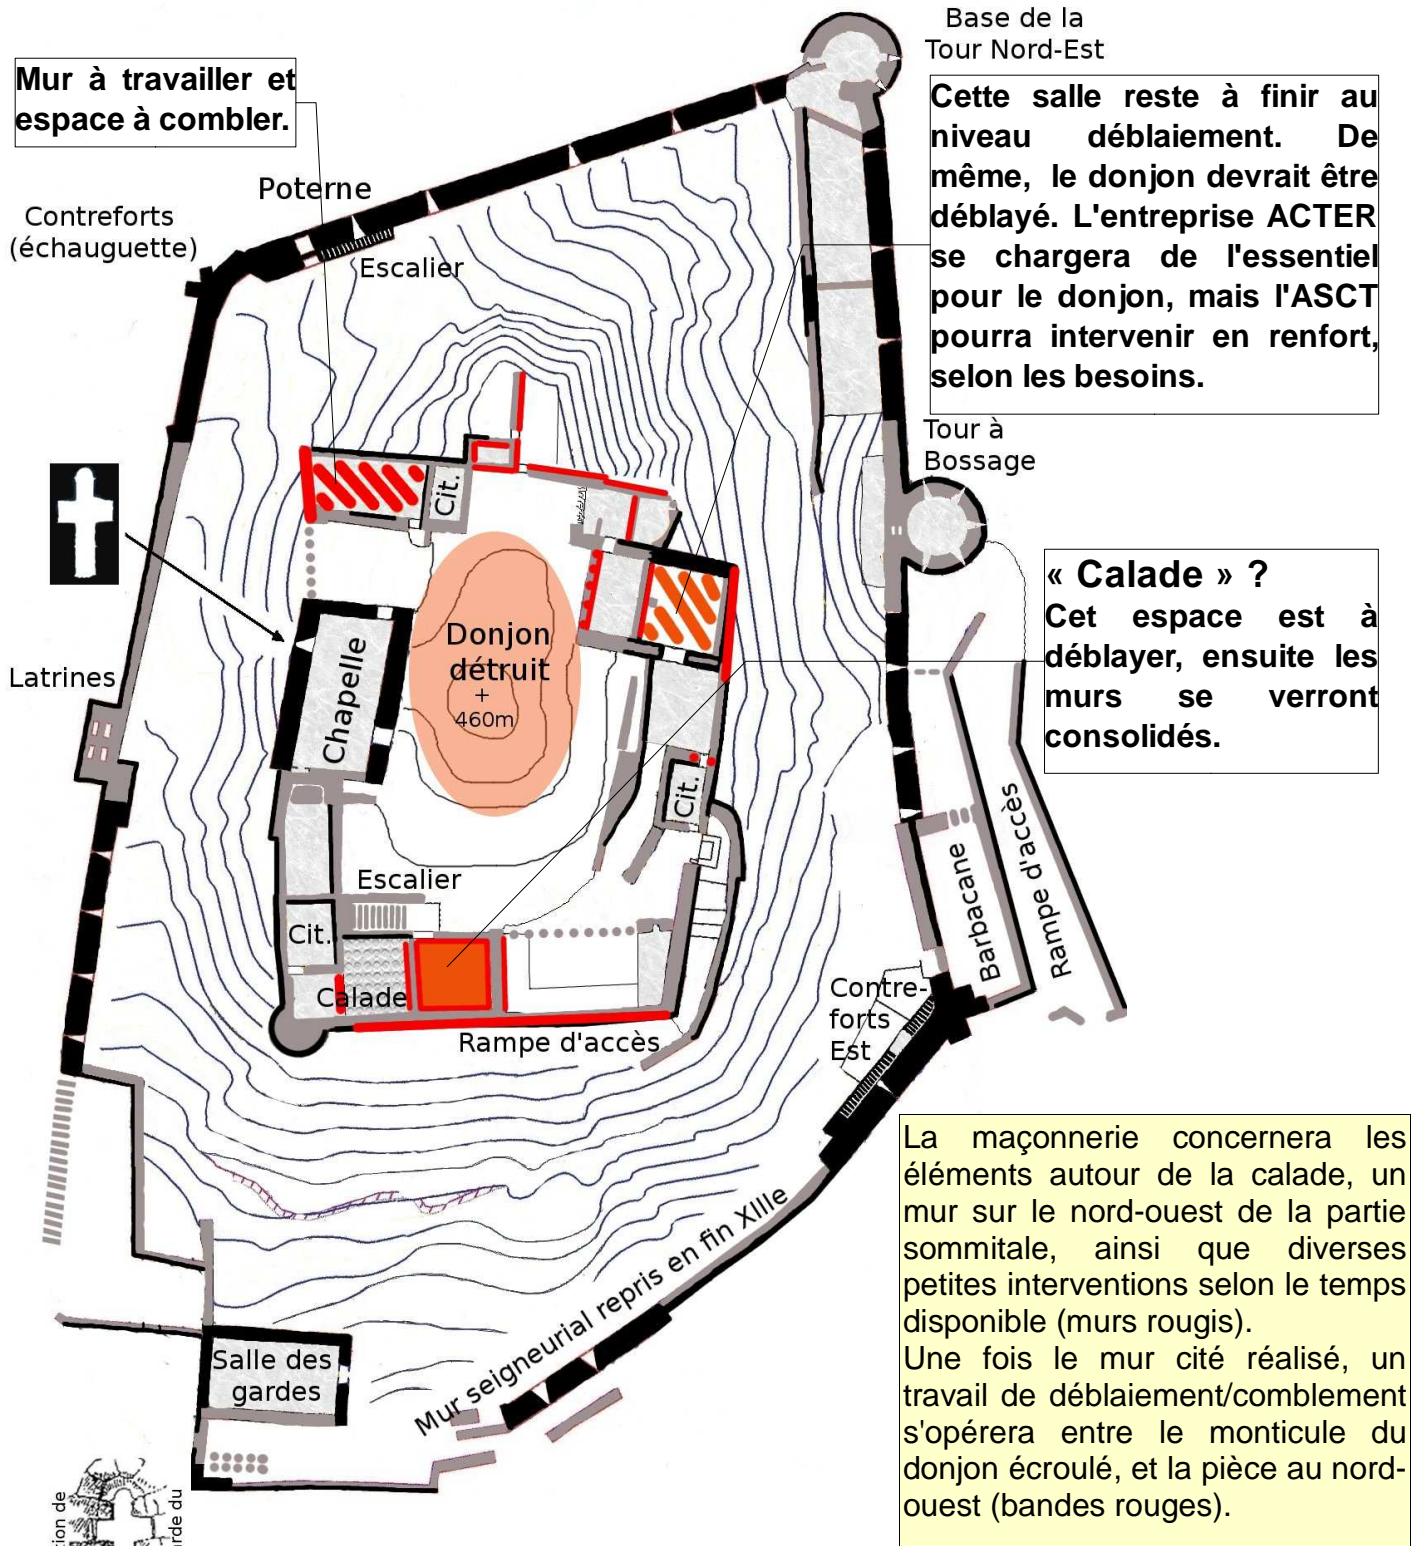 Base de la
Tour Nord-Est
Mur à travailler et
espace à combler.
Cette salle reste à finir au
niveau déblaiement. De
même, le donjon devrait être
déblayé. L'entreprise ACTER
se chargera de l'essentiel
pour le donjon, mais l'ASCT
pourra intervenir en renfort,
selon les besoins.
Poterne
Contreforts
(échauguette)
Escalier
Tour à
Bossage
Cit.
« Calade » ?
Cet espace est à
déblayer, ensuite les
murs se verront
consolidés.
Donjon
détruit
+
460m
Chapelle
Latrines
Cit.
Rampe d'accès
Barbacane
Escalier
Cit.
Calade
Contre-
forts
Est
Rampe d'accès
La maçonnerie concernera les
éléments autour de la calade, un
mur sur le nord-ouest de la partie
sommitale, ainsi que diverses
petites interventions selon le temps
disponible (murs rougis).
Une fois le mur cité réalisé, un
travail de déblaiement/comblement
s'opérera entre le monticule du
donjon écroulé, et la pièce au nord-
ouest (bandes rouges).
Mur seigneurial repris en fin XIIIe
Salle des
gardes
de
du